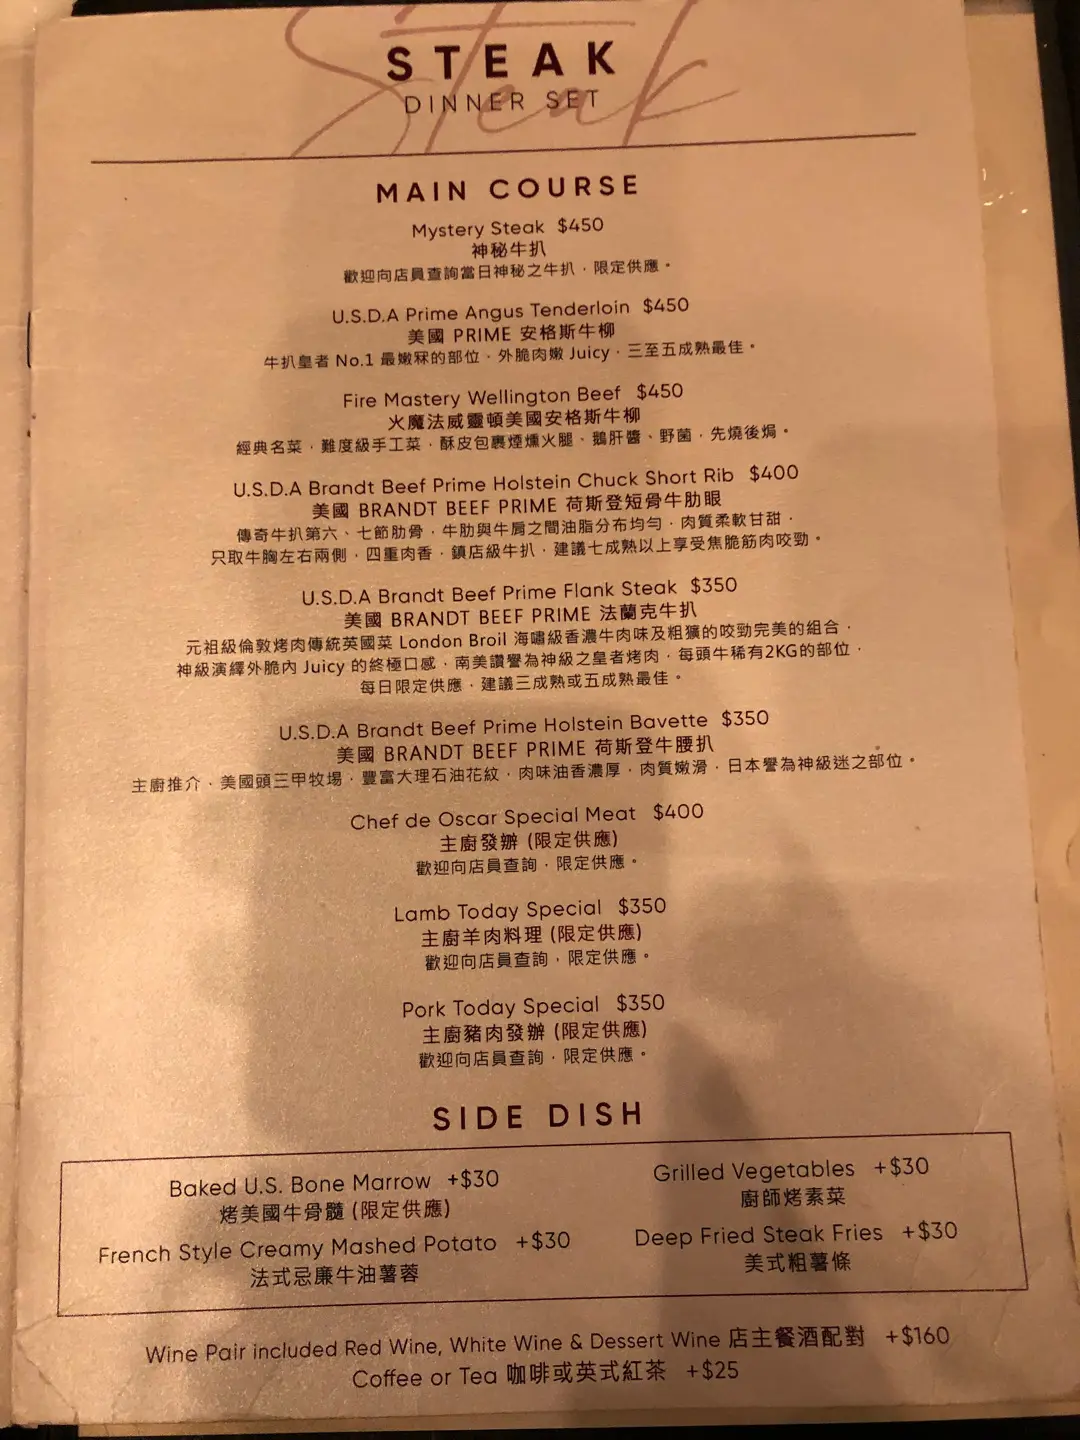 Steak
STEAK
DINNER SET
MAIN COURSE
Mystery Steak $450
神秘牛扒
歡迎向店員查詢當日神秘之牛扒，限定供應。
U.S.D.A Prime Angus Tenderloin $450
美國 PRIME 安格斯牛柳
牛扒皇者 No.1 最嫩冧的部位、外脆肉嫩 Juicy，三至五成熟最佳。
Fire Mastery Wellington Beef $450
火魔法威靈頓美國安格斯牛柳
經典名菜，難度級手工菜，酥皮包裹煙燻火腿、鵝肝醬、野菌，先燒後焗。
U.S.D.A Brandt Beef Prime Holstein Chuck Short Rib $400
美國 BRANDT BEEF PRIME 荷斯登短骨牛肋眼
傳奇牛扒第六、七節肋骨，牛肋與牛肩之間油脂分布均勻，肉質柔軟甘甜，
只取牛胸左右兩側，四重肉香，鎮店級牛扒，建議七成熟以上享受焦脆筋肉咬勁。
U.S.D.A Brandt Beef Prime Flank Steak $350
美國 BRANDT BEEF PRIME 法蘭克牛扒
元祖級倫敦烤肉傳統英國菜 London Broil 海嘯級香濃牛肉味及粗獷的咬勁完美的組合，
神級演繹外脆內 Juicy 的終極口感，南美讚譽為神級之皇者烤肉，每頭牛稀有2KG的部位，
每日限定供應，建議三成熟或五成熟最佳。
U.S.D.A Brandt Beef Prime Holstein Bavette $350
美國 BRANDT BEEF PRIME 荷斯登牛腰扒
主廚推介、美國頭三甲牧場，豐富大理石油花紋，肉味油香濃厚，肉質嫩滑，日本譽為神級迷之部位。
Chef de Oscar Special Meat $400
主廚發辦 (限定供應)
歡迎向店員查詢，限定供應。
Lamb Today Special $350
主廚羊肉料理 (限定供應)
歡迎向店員查詢，限定供應。
Pork Today Special $350
主廚豬肉發辦 (限定供應)
歡迎向店員查詢，限定供應。
SIDE DISH
Baked U.S. Bone Marrow +$30
烤美國牛骨髓 (限定供應)
French Style Creamy Mashed Potato +$30
法式忌廉牛油薯蓉
Grilled Vegetables +$30
廚師烤素菜
Deep Fried Steak Fries +$30
美式粗薯條
Wine Pair included Red Wine, White Wine & Dessert Wine 店主餐酒配對 +$160
Coffee or Tea 咖啡或英式紅茶 +$25